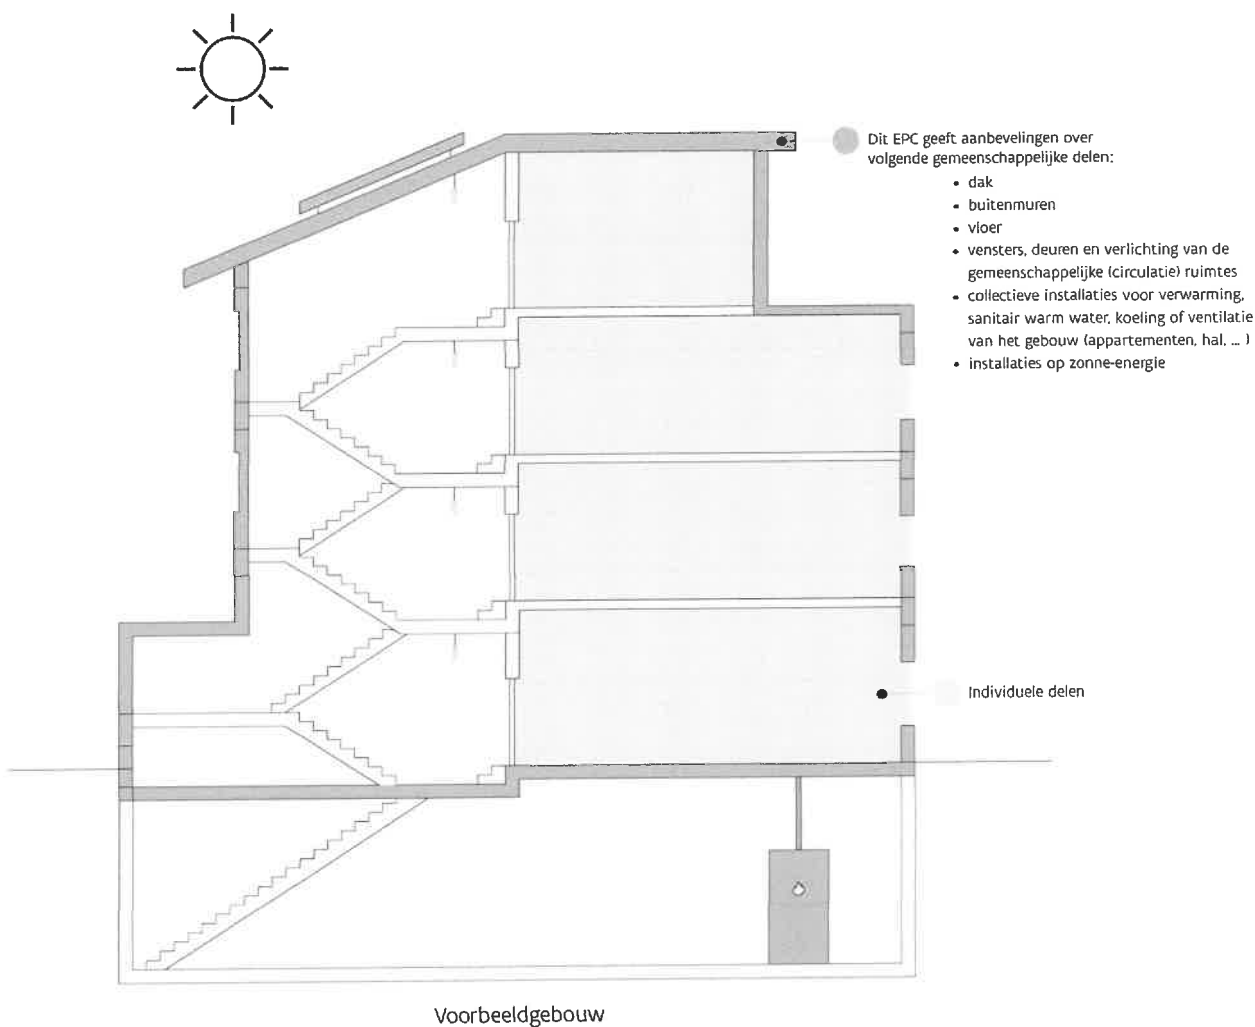 Dit EPC geeft aanbevelingen over
volgende gemeenschappelijke delen:
• dak
• buitenmuren
• vloer
• vensters, deuren en verlichting van de
gemeenschappelijke (circulatie) ruimtes
• collectieve installaties voor verwarming,
sanitair warm water, koeling of ventilatie
van het gebouw (appartementen, hal, ... )
• installaties op zonne-energie
Individuele delen
Voorbeeldgebouw